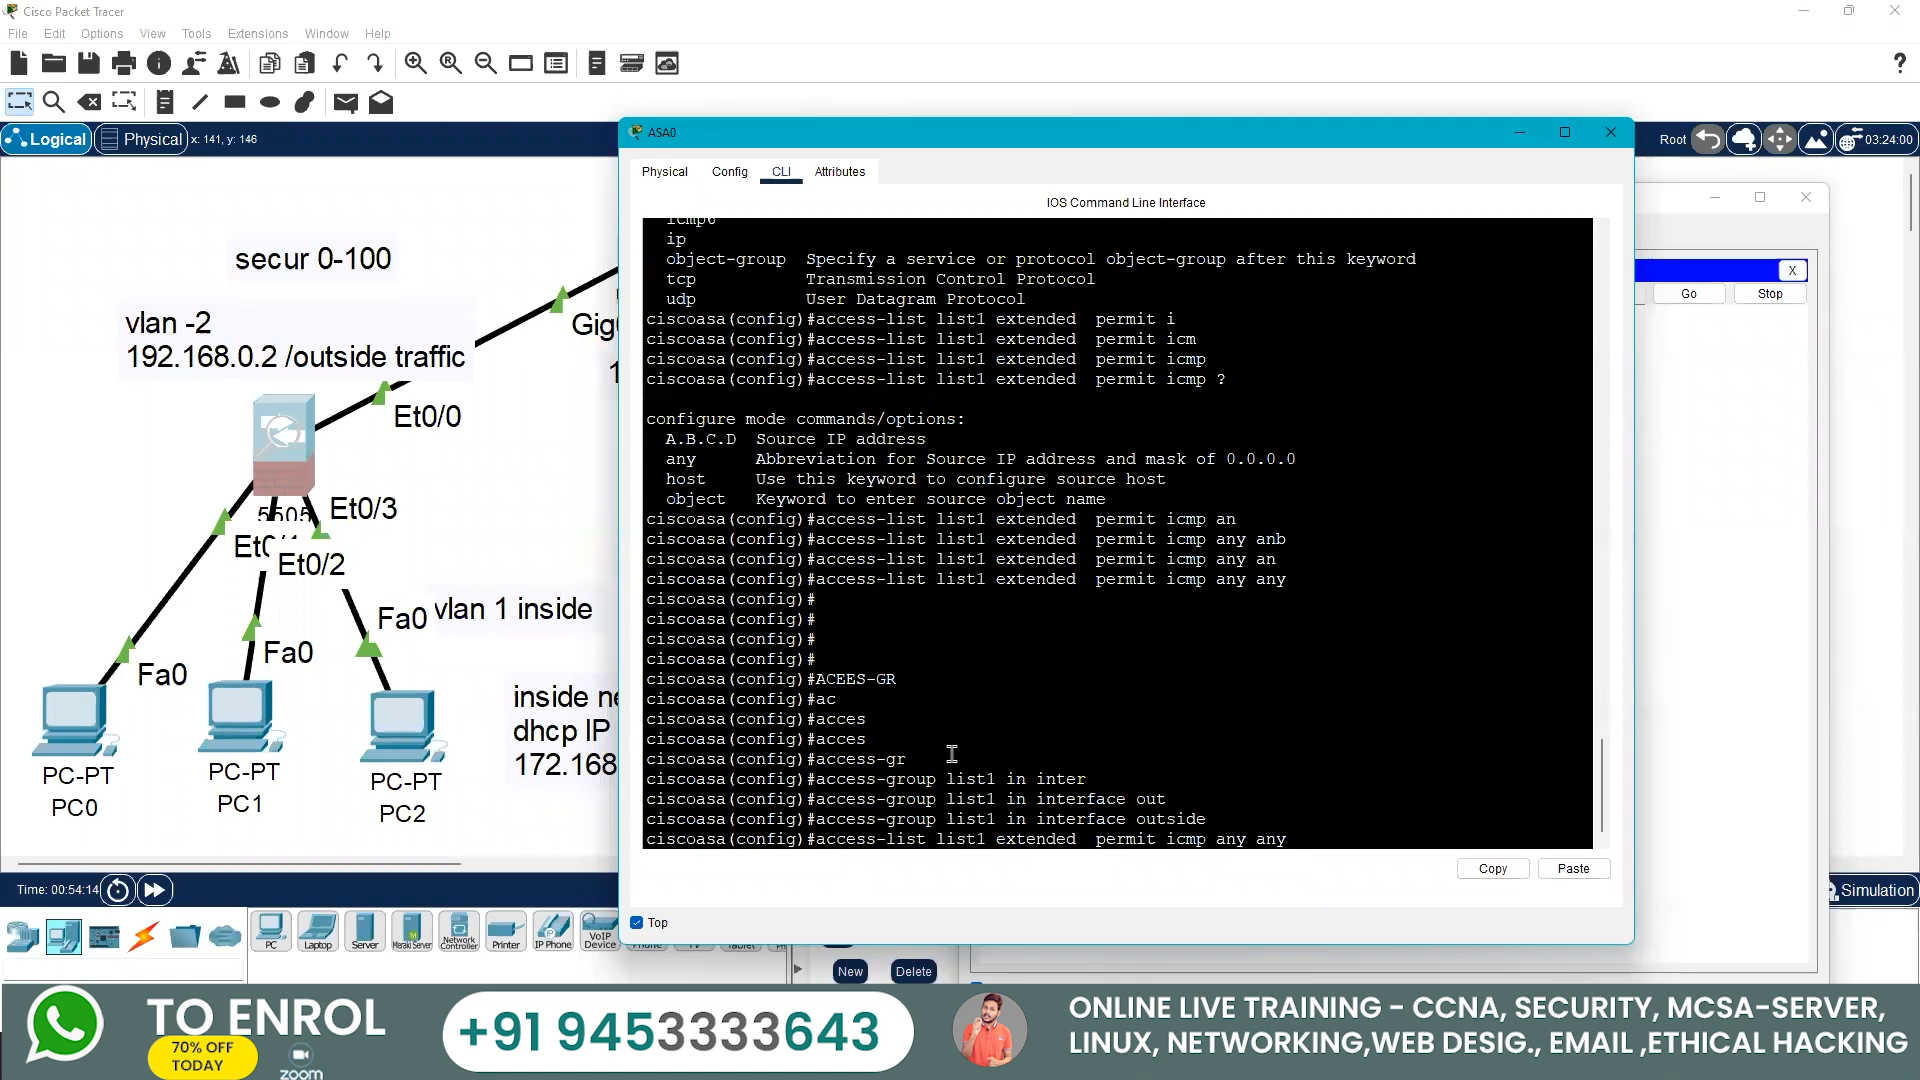 Cisco Packet Tracer
File Edit Options View Tools Extensions Window Help
Logical
Physical x: 141, y: 146
Root
03:24:00
secur 0-100
vlan -2
192.168.0.2 /outside traffic
Et0/0
5505
Et0/3
Et0/2
Fa0
vlan 1 inside
Fa0
Fa0
inside
dhcp IP
172.168
PC-PT
PC0
PC-PT
PC1
PC-PT
PC2
ASA0
Physical Config CLI Attributes
IOS Command Line Interface
icmp6
ip
object-group Specify a service or protocol object-group after this keyword
tcp Transmission Control Protocol
udp User Datagram Protocol
ciscoasa(config)#access-list list1 extended permit i
ciscoasa(config)#access-list list1 extended permit icm
ciscoasa(config)#access-list list1 extended permit icmp
ciscoasa(config)#access-list list1 extended permit icmp ?
configure mode commands/options:
A.B.C.D Source IP address
any Abbreviation for Source IP address and mask of 0.0.0.0
host Use this keyword to configure source host
object Keyword to enter source object name
ciscoasa(config)#access-list list1 extended permit icmp an
ciscoasa(config)#access-list list1 extended permit icmp any anb
ciscoasa(config)#access-list list1 extended permit icmp any an
ciscoasa(config)#access-list list1 extended permit icmp any any
ciscoasa(config)#
ciscoasa(config)#
ciscoasa(config)#
ciscoasa(config)#
ciscoasa(config)#ACEES-GR
ciscoasa(config)#ac
ciscoasa(config)#acces
ciscoasa(config)#acces
ciscoasa(config)#access-gr
ciscoasa(config)#access-group list1 in inter
ciscoasa(config)#access-group list1 in interface out
ciscoasa(config)#access-group list1 in interface outside
ciscoasa(config)#access-list list1 extended permit icmp any any
Copy Paste
Top
X
Go Stop
Time: 00:54:14
Simulation
PC Laptop Server Meraki Server Network Controller Printer IP Phone VoIP Device
New Delete
TO ENROL
70% OFF
TODAY
zoom
+91 9453333643
ONLINE LIVE TRAINING - CCNA, SECURITY, MCSA-SERVER,
LINUX, NETWORKING,WEB DESIG., EMAIL ,ETHICAL HACKING